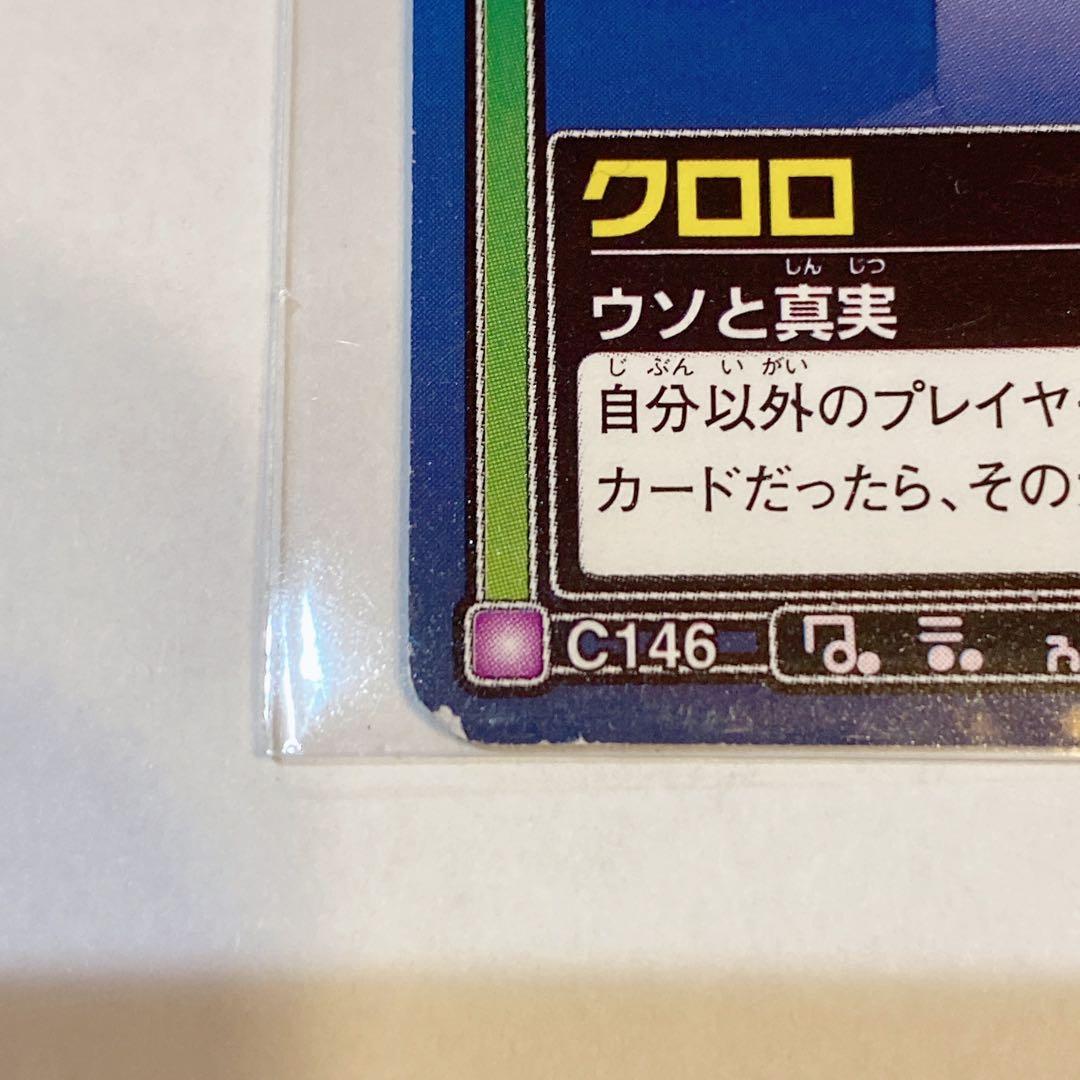 クロロ
しん じつ
ウソと真実
じ ぶん い がい
自分以外のプレイヤ
カードだったら、その
C146